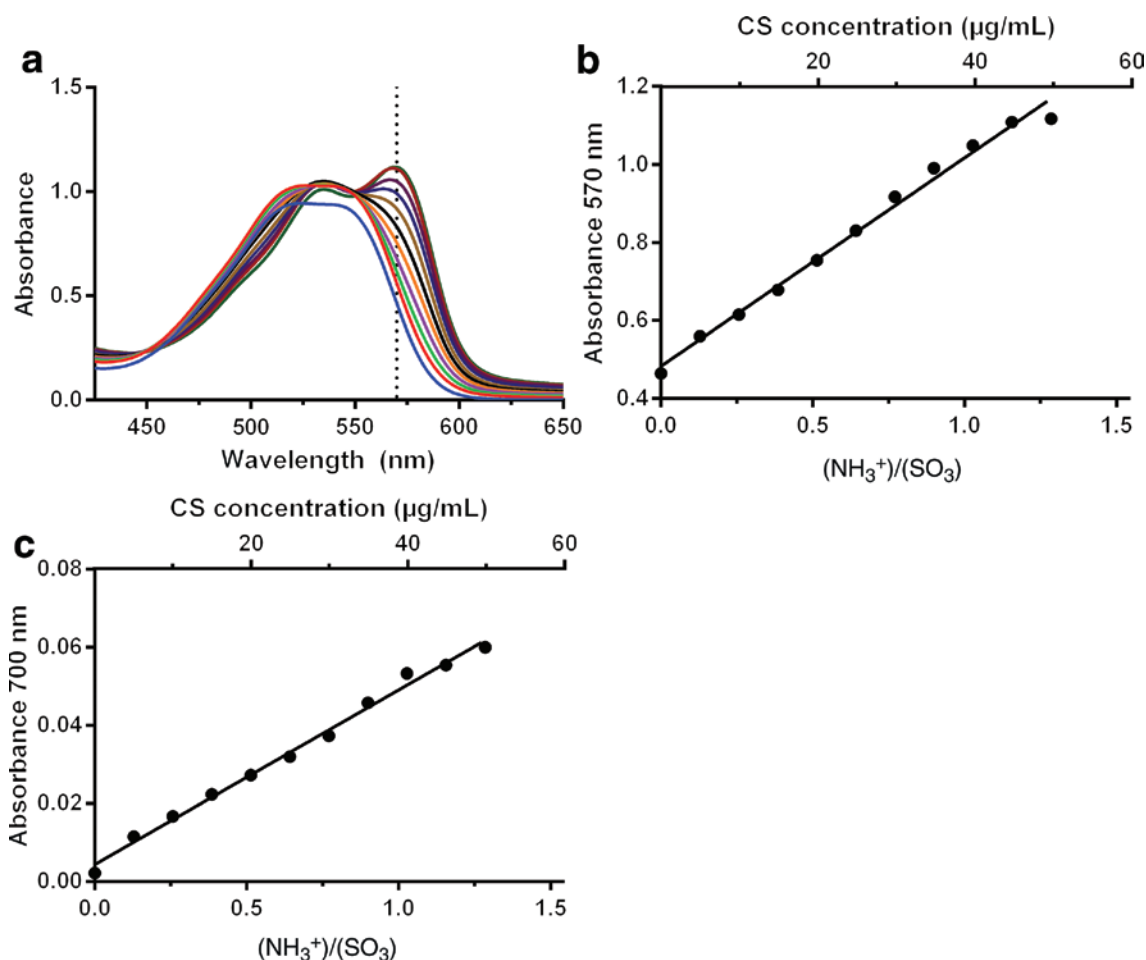 a
1.5
1.0
0.5
0.0
Absorbance
450 500 550 600 650
Wavelength (nm)
b
CS concentration (µg/mL)
20 40 60
1.2
1.0
0.8
0.6
0.4
Absorbance 570 nm
0.0 0.5 1.0 1.5
(NH₃⁺)/(SO₃)
c
CS concentration (µg/mL)
20 40 60
0.08
0.06
0.04
0.02
0.00
Absorbance 700 nm
0.0 0.5 1.0 1.5
(NH₃⁺)/(SO₃)